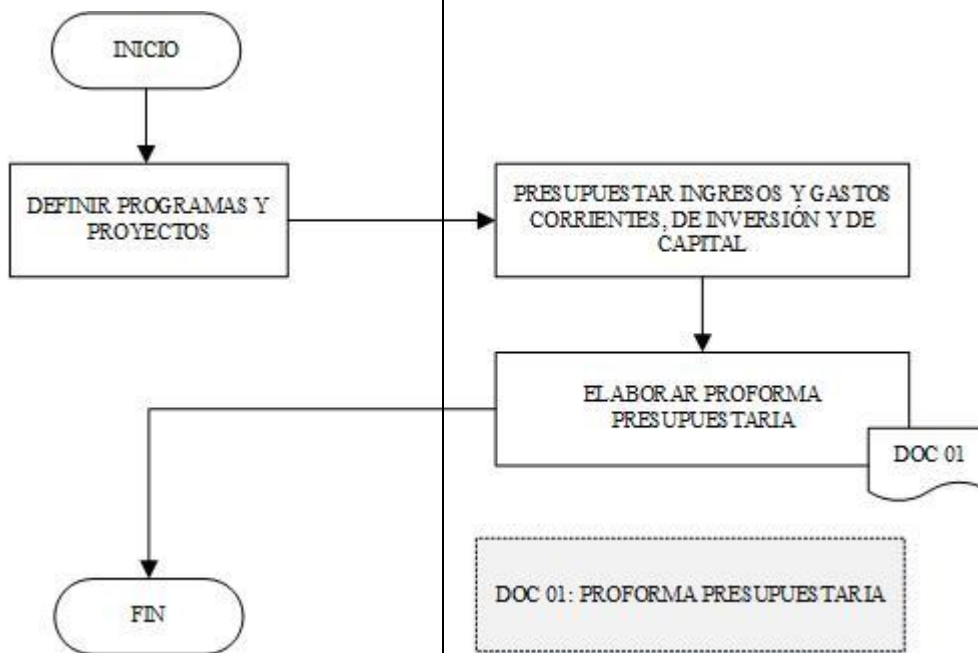 INICIO
DEFINIR PROGRAMAS Y
PROYECTOS
PRESUPUESTAR INGRESOS Y GASTOS
CORRIENTES, DE INVERSIÓN Y DE
CAPITAL
ELABORAR PROFORMA
PRESUPUESTARIA
DOC 01
DOC 01: PROFORMA PRESUPUESTARIA
FIN